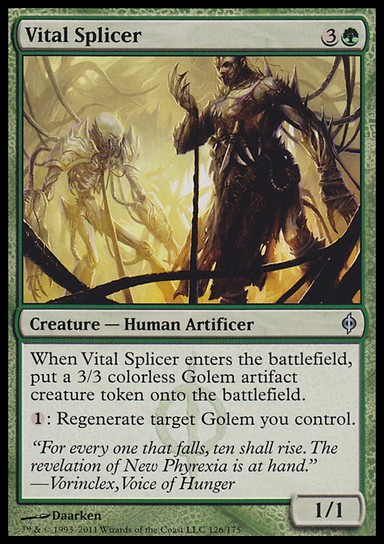 Vital Splicer 3
Creature — Human Artificer
When Vital Splicer enters the battlefield,
put a 3/3 colorless Golem artifact
creature token onto the battlefield.
1: Regenerate target Golem you control.
“For every one that falls, ten shall rise. The
revelation of New Phyrexia is at hand.”
—Vorinclex, Voice of Hunger
1/1
Daarken
™ & © 1993–2011 Wizards of the Coast LLC 126/175